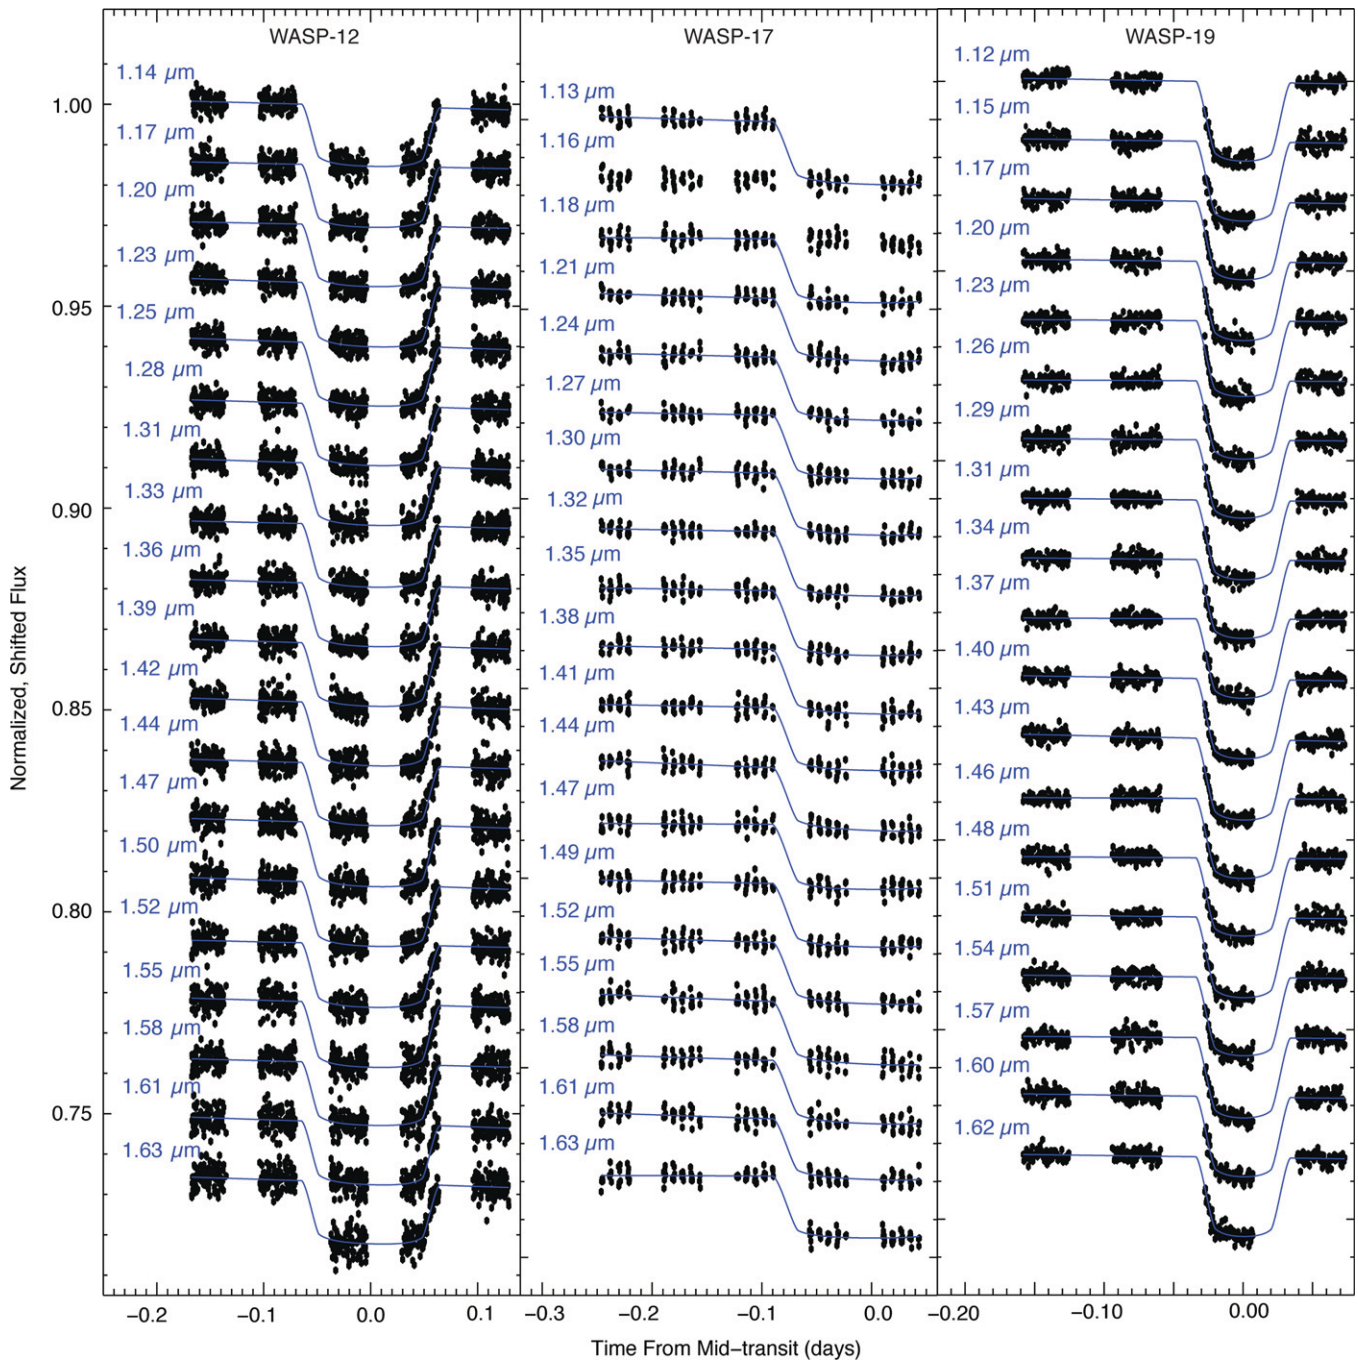 WASP-12
WASP-17
WASP-19
1.14 µm
1.17 µm
1.20 µm
1.23 µm
1.25 µm
1.28 µm
1.31 µm
1.33 µm
1.36 µm
1.39 µm
1.42 µm
1.44 µm
1.47 µm
1.50 µm
1.52 µm
1.55 µm
1.58 µm
1.61 µm
1.63 µm
1.13 µm
1.16 µm
1.18 µm
1.21 µm
1.24 µm
1.27 µm
1.30 µm
1.32 µm
1.35 µm
1.38 µm
1.41 µm
1.44 µm
1.47 µm
1.49 µm
1.52 µm
1.55 µm
1.58 µm
1.61 µm
1.63 µm
1.12 µm
1.15 µm
1.17 µm
1.20 µm
1.23 µm
1.26 µm
1.29 µm
1.31 µm
1.34 µm
1.37 µm
1.40 µm
1.43 µm
1.46 µm
1.48 µm
1.51 µm
1.54 µm
1.57 µm
1.60 µm
1.62 µm
1.00
0.95
0.90
0.85
0.80
0.75
Normalized, Shifted Flux
−0.2 −0.1 0.0 0.1
−0.3 −0.2 −0.1 0.0
−0.20 −0.10 0.00
Time From Mid−transit (days)